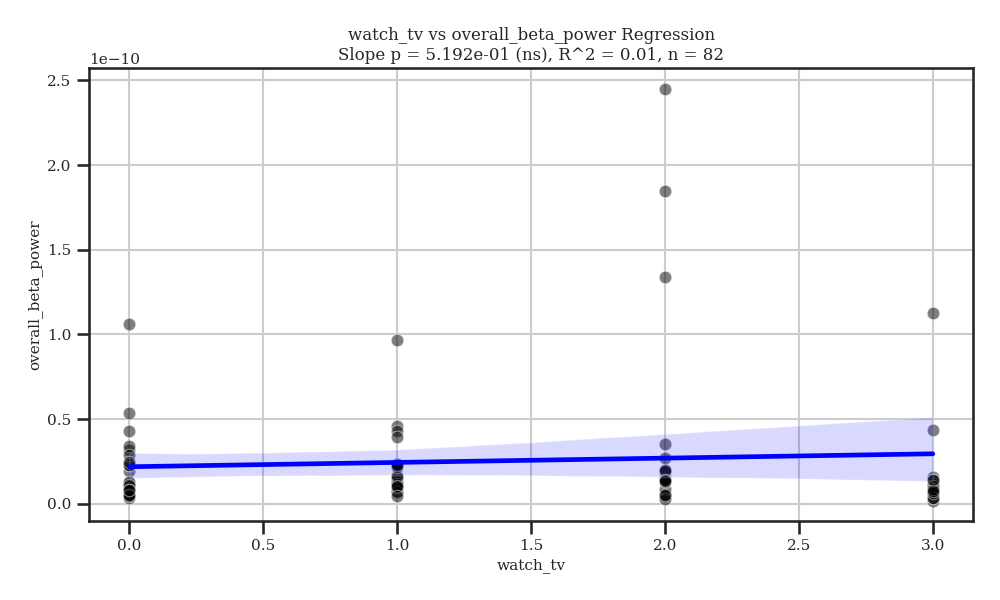 watch_tv vs overall_beta_power Regression
Slope p = 5.192e-01 (ns), R^2 = 0.01, n = 82
1e−10
2.5
2.0
1.5
1.0
0.5
0.0
overall_beta_power
0.0 0.5 1.0 1.5 2.0 2.5 3.0
watch_tv